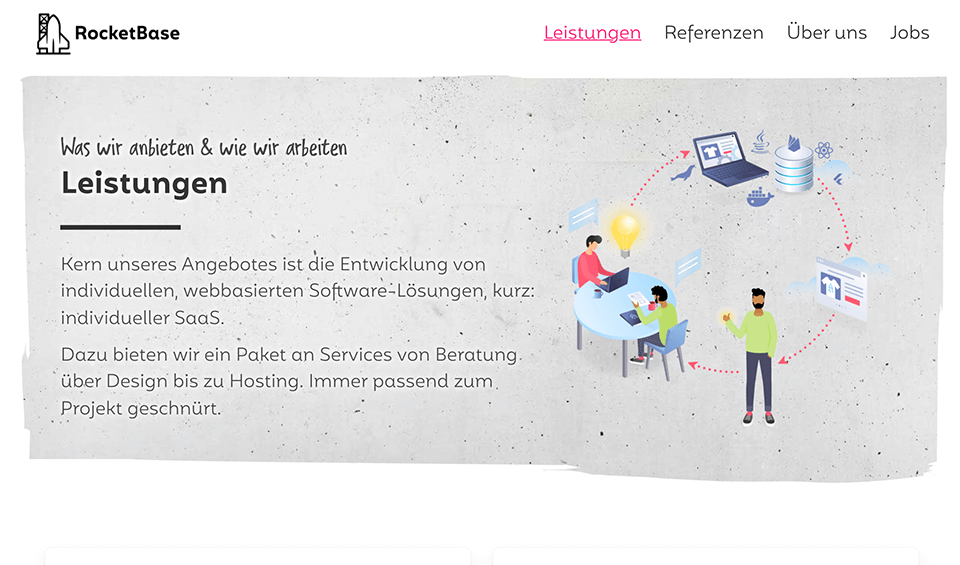 RocketBase
Leistungen Referenzen Über uns Jobs
Was wir anbieten & wie wir arbeiten
Leistungen
Kern unseres Angebotes ist die Entwicklung von
individuellen, webbasierten Software-Lösungen, kurz:
individueller SaaS.
Dazu bieten wir ein Paket an Services von Beratung
über Design bis zu Hosting. Immer passend zum
Projekt geschnürt.